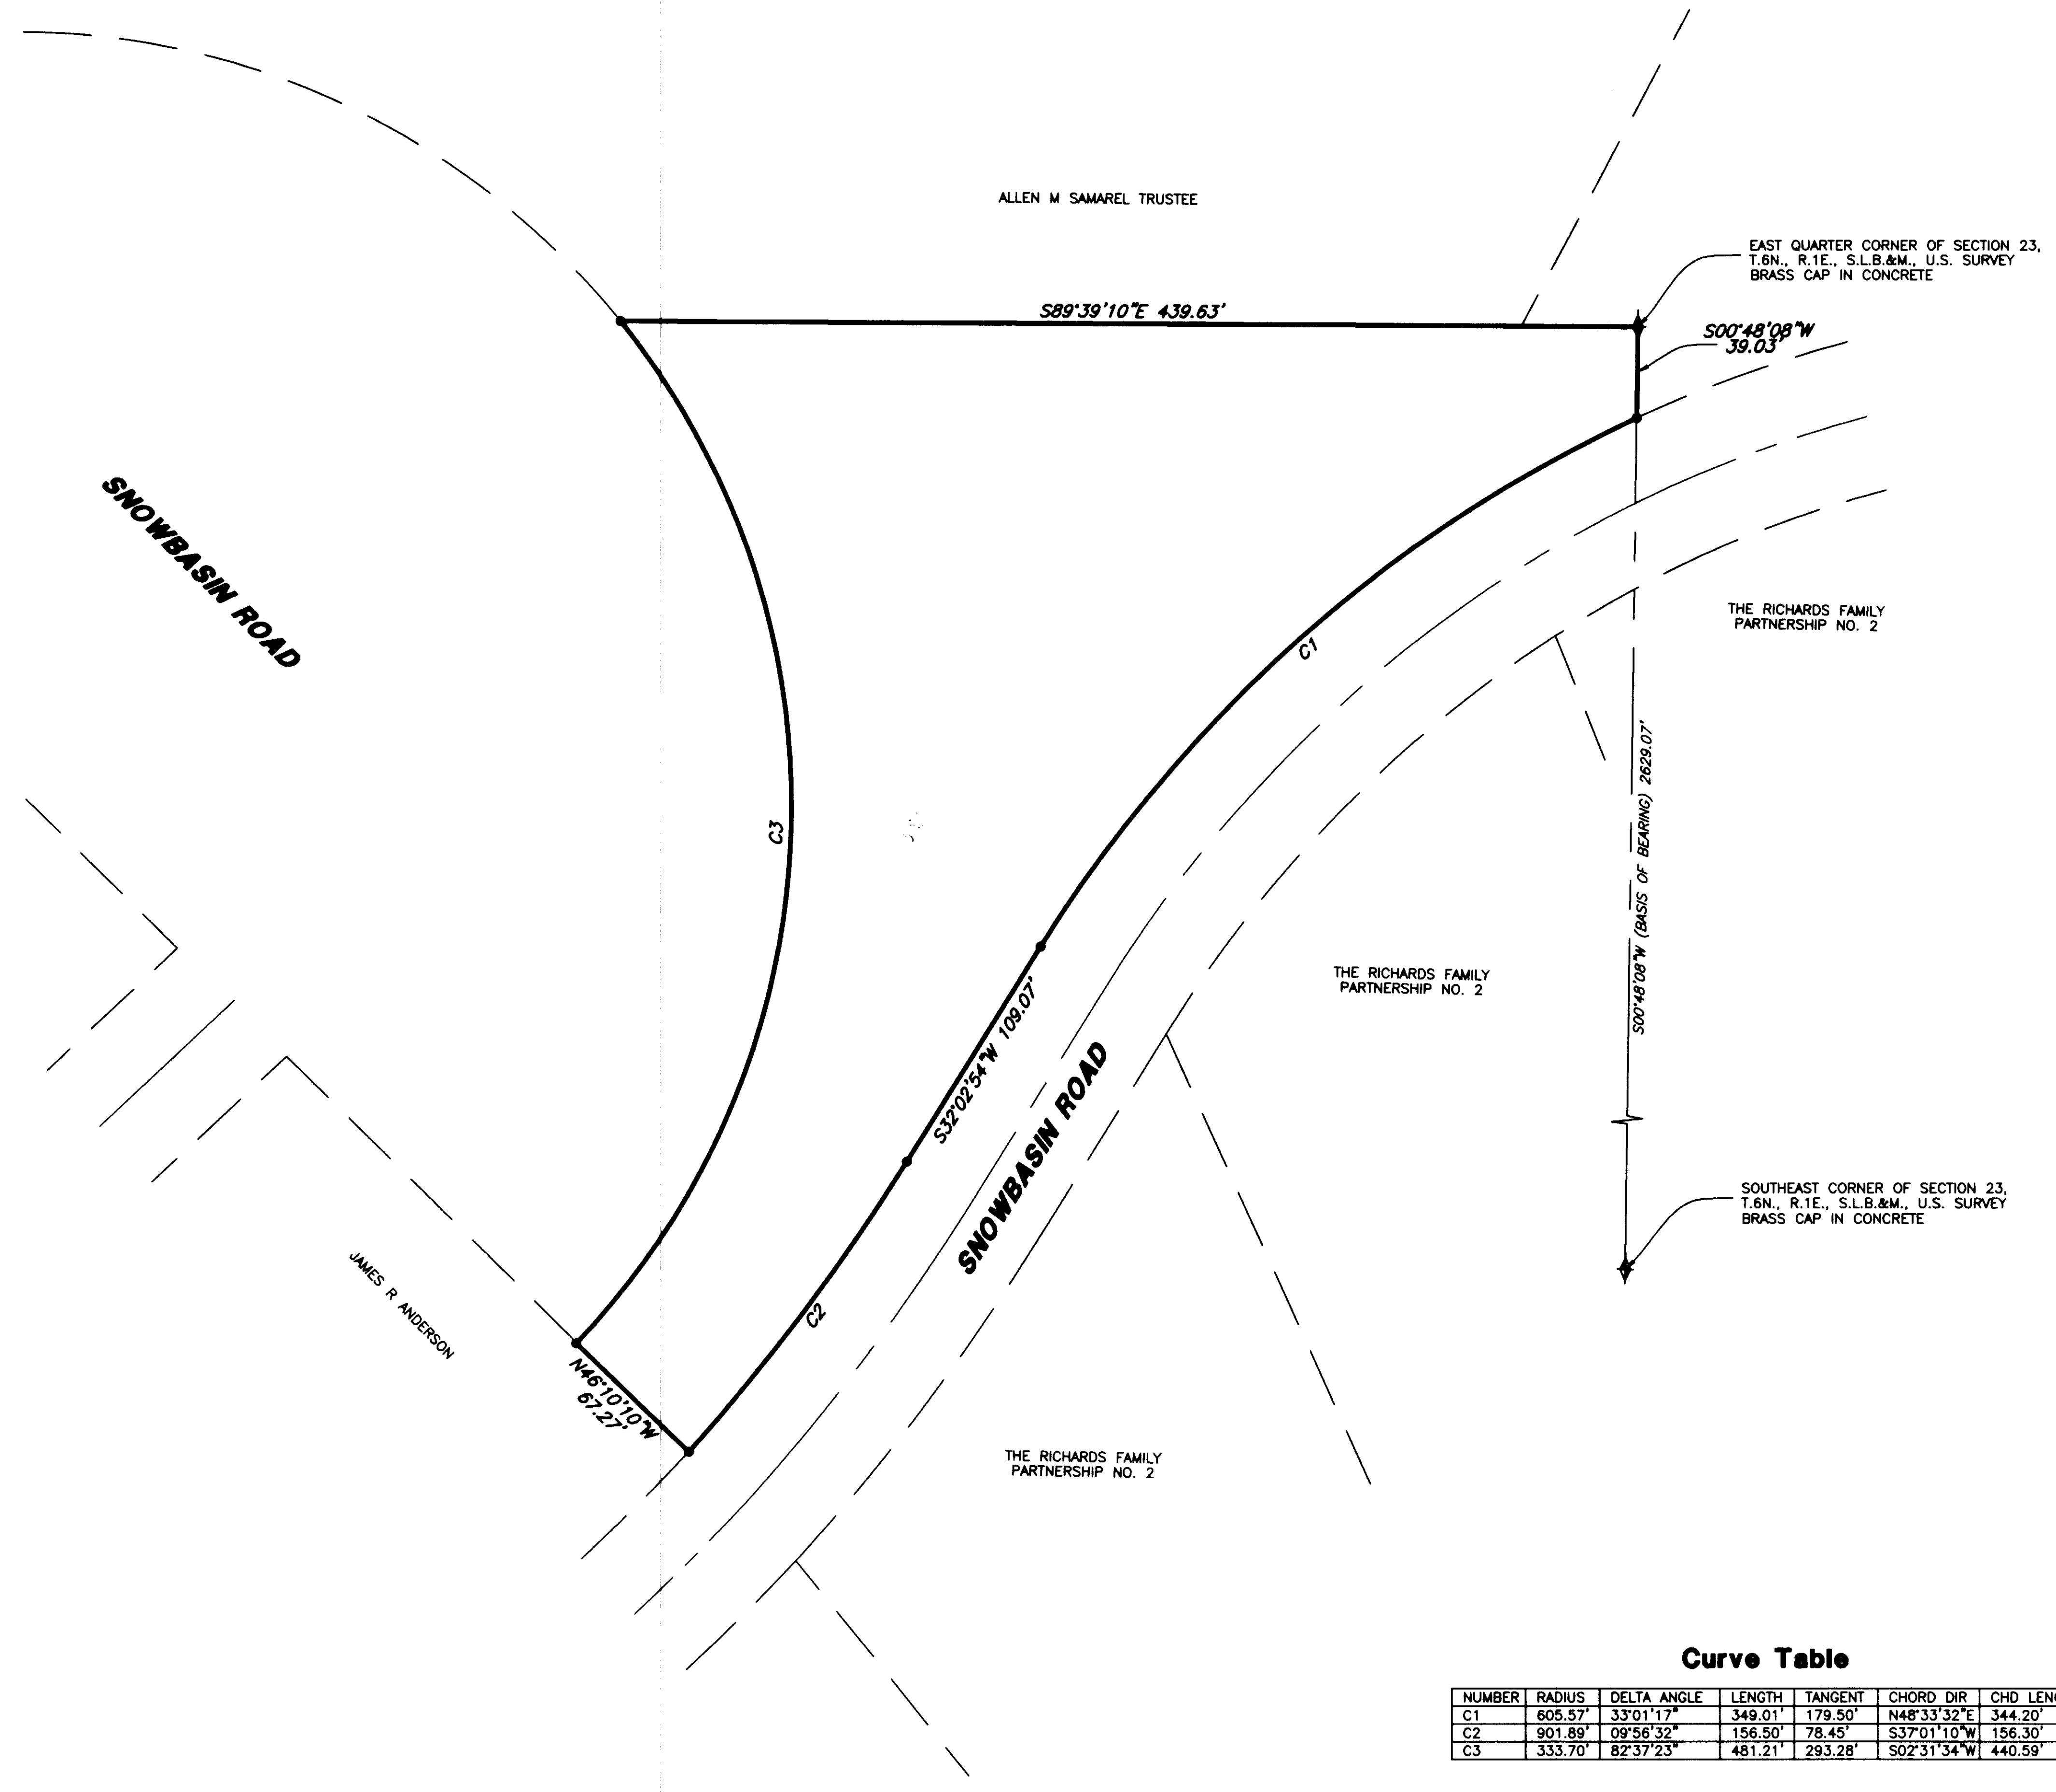 ALLEN M SAMAREL TRUSTEE
EAST QUARTER CORNER OF SECTION 23,
T.6N., R.1E., S.L.B.&M., U.S. SURVEY
BRASS CAP IN CONCRETE
S89°39'10"E 439.63'
S00°48'08"W
39.03'
SNOWBASIN ROAD
THE RICHARDS FAMILY
PARTNERSHIP NO. 2
C1
S00°48'08"W (BASIS OF BEARING) 2629.07'
C3
THE RICHARDS FAMILY
PARTNERSHIP NO. 2
S32°02'54"W 109.07'
SNOWBASIN ROAD
SOUTHEAST CORNER OF SECTION 23,
T.6N., R.1E., S.L.B.&M., U.S. SURVEY
BRASS CAP IN CONCRETE
JAMES R ANDERSON
C2
N46°10'10"W
67.27'
THE RICHARDS FAMILY
PARTNERSHIP NO. 2
Curve Table
NUMBER RADIUS DELTA ANGLE LENGTH TANGENT CHORD DIR CHD LEN
C1 605.57' 33°01'17" 349.01' 179.50' N48°33'32"E 344.20'
C2 901.89' 09°56'32" 156.50' 78.45' S37°01'10"W 156.30'
C3 333.70' 82°37'23" 481.21' 293.28' S02°31'34"W 440.59'